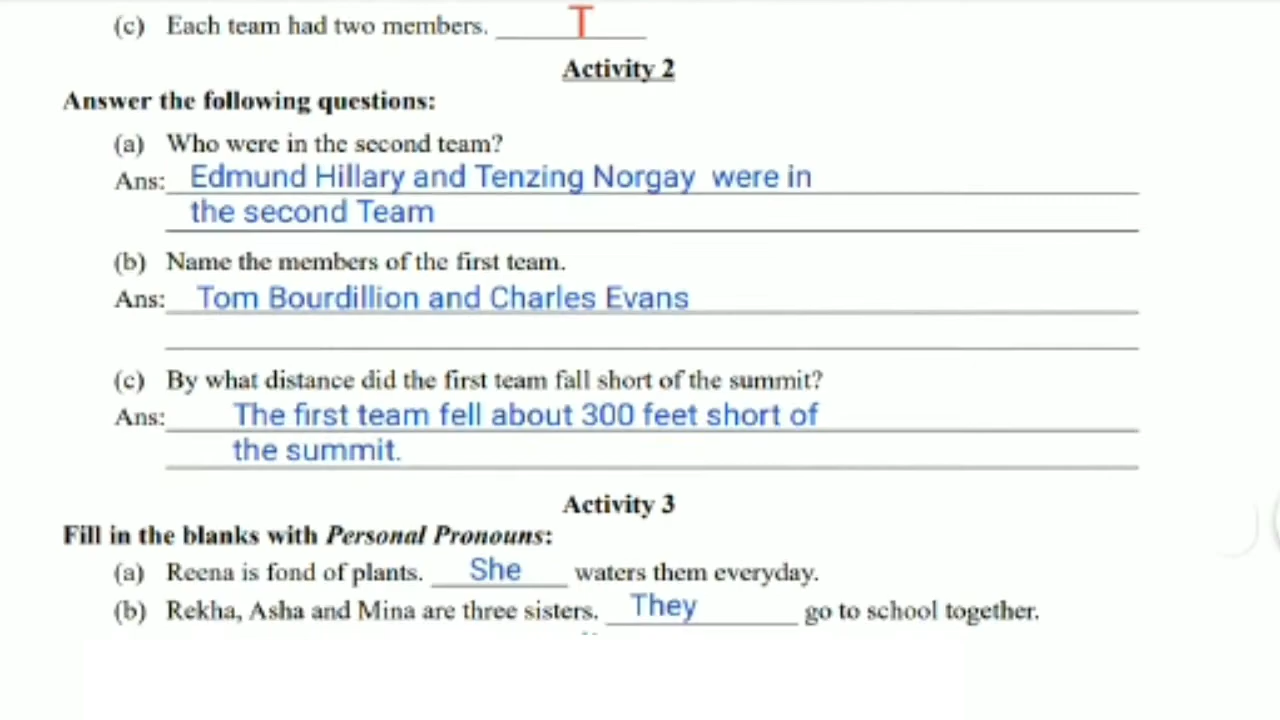 (c) Each team had two members. T
Activity 2
Answer the following questions:
(a) Who were in the second team?
Ans: Edmund Hillary and Tenzing Norgay were in
the second Team
(b) Name the members of the first team.
Ans: Tom Bourdillion and Charles Evans
(c) By what distance did the first team fall short of the summit?
Ans: The first team fell about 300 feet short of
the summit.
Activity 3
Fill in the blanks with Personal Pronouns:
(a) Reena is fond of plants. She waters them everyday.
(b) Rekha, Asha and Mina are three sisters. They go to school together.